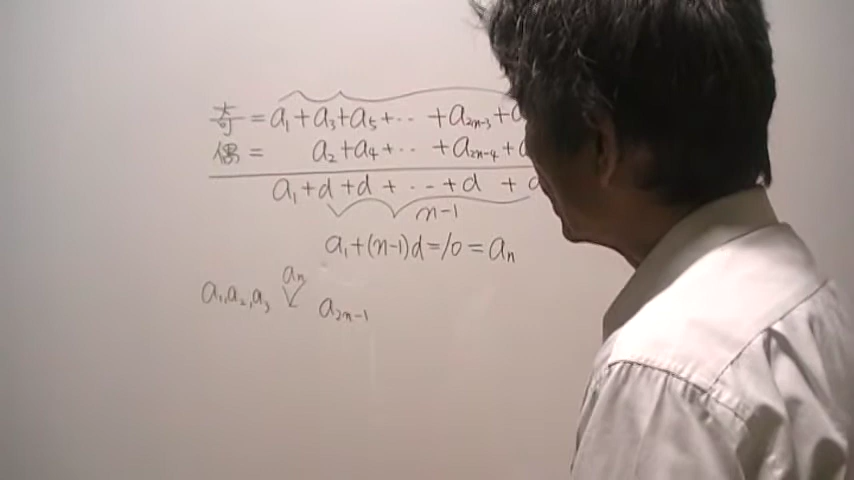 奇 = a₁ + a₃ + a₅ + ‥ + a₂ₙ₋₃ + a
偶 = a₂ + a₄ + ‥ + a₂ₙ₋₄ +
a₁ + d + d + ‥ + d + d
n-1
a₁ + (n-1)d = 10 = aₙ
aₙ
a₁, a₂, a₃ a₂ₙ₋₁